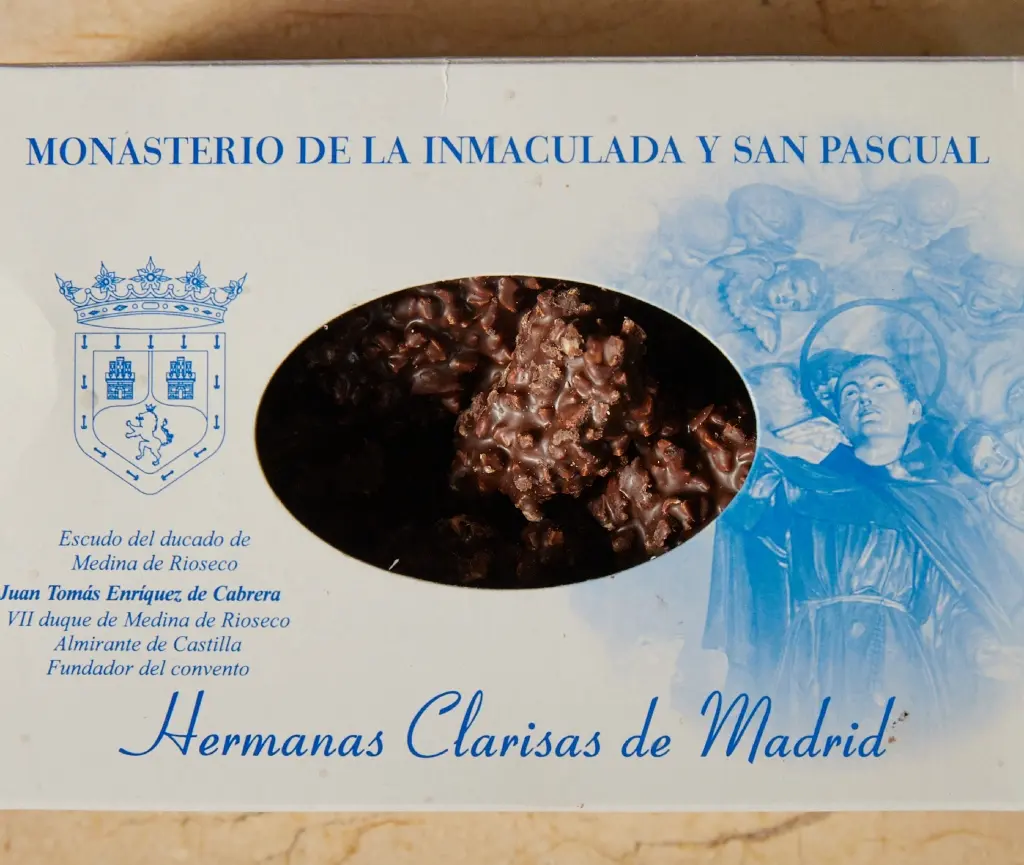 MONASTERIO DE LA INMACULADA Y SAN PASCUAL
Escudo del ducado de
Medina de Rioseco
Juan Tomás Enríquez de Cabrera
VII duque de Medina de Rioseco
Almirante de Castilla
Fundador del convento
Hermanas Clarisas de Madrid